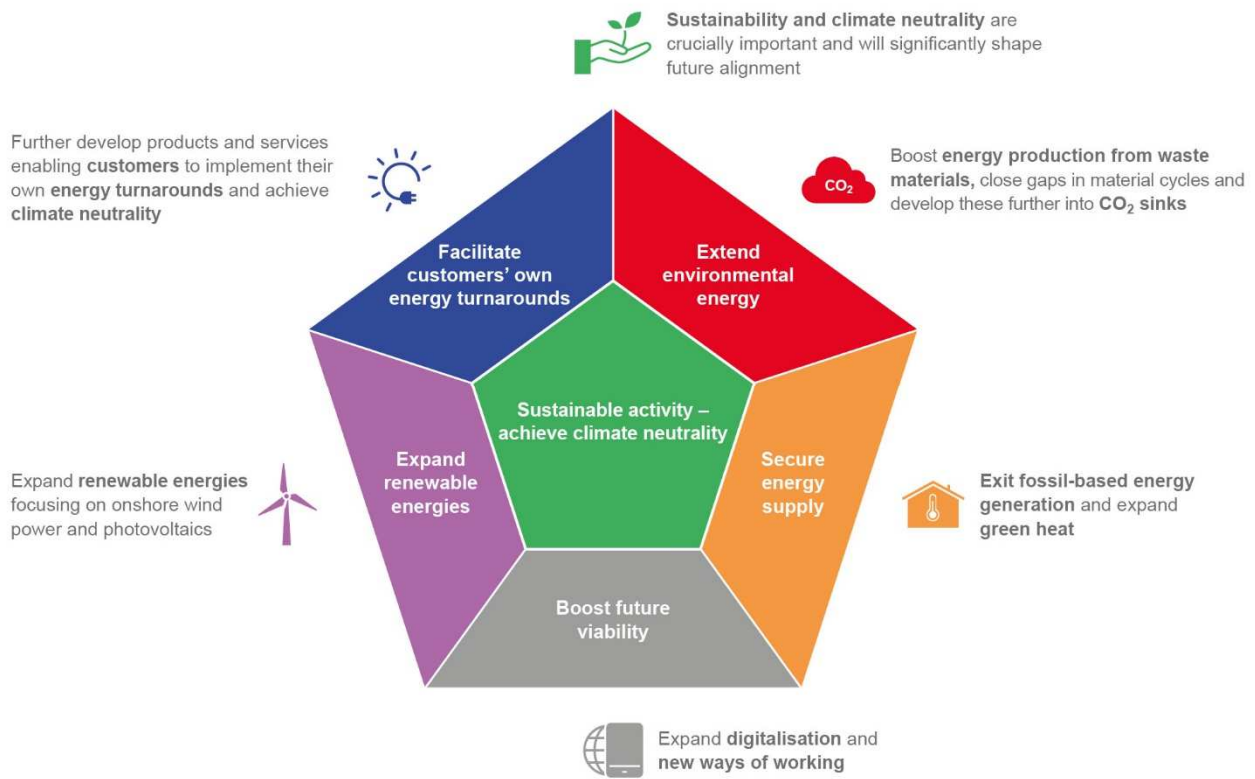 Sustainability and climate neutrality are
crucially important and will significantly shape
future alignment
Further develop products and services
enabling customers to implement their
own energy turnarounds and achieve
climate neutrality
CO₂
Boost energy production from waste
materials, close gaps in material cycles and
develop these further into CO₂ sinks
Facilitate
customers’ own
energy turnarounds
Extend
environmental
energy
Sustainable activity –
achieve climate neutrality
Expand
renewable
energies
Secure
energy
supply
Expand renewable energies
focusing on onshore wind
power and photovoltaics
Exit fossil-based energy
generation and expand
green heat
Boost future
viability
Expand digitalisation and
new ways of working